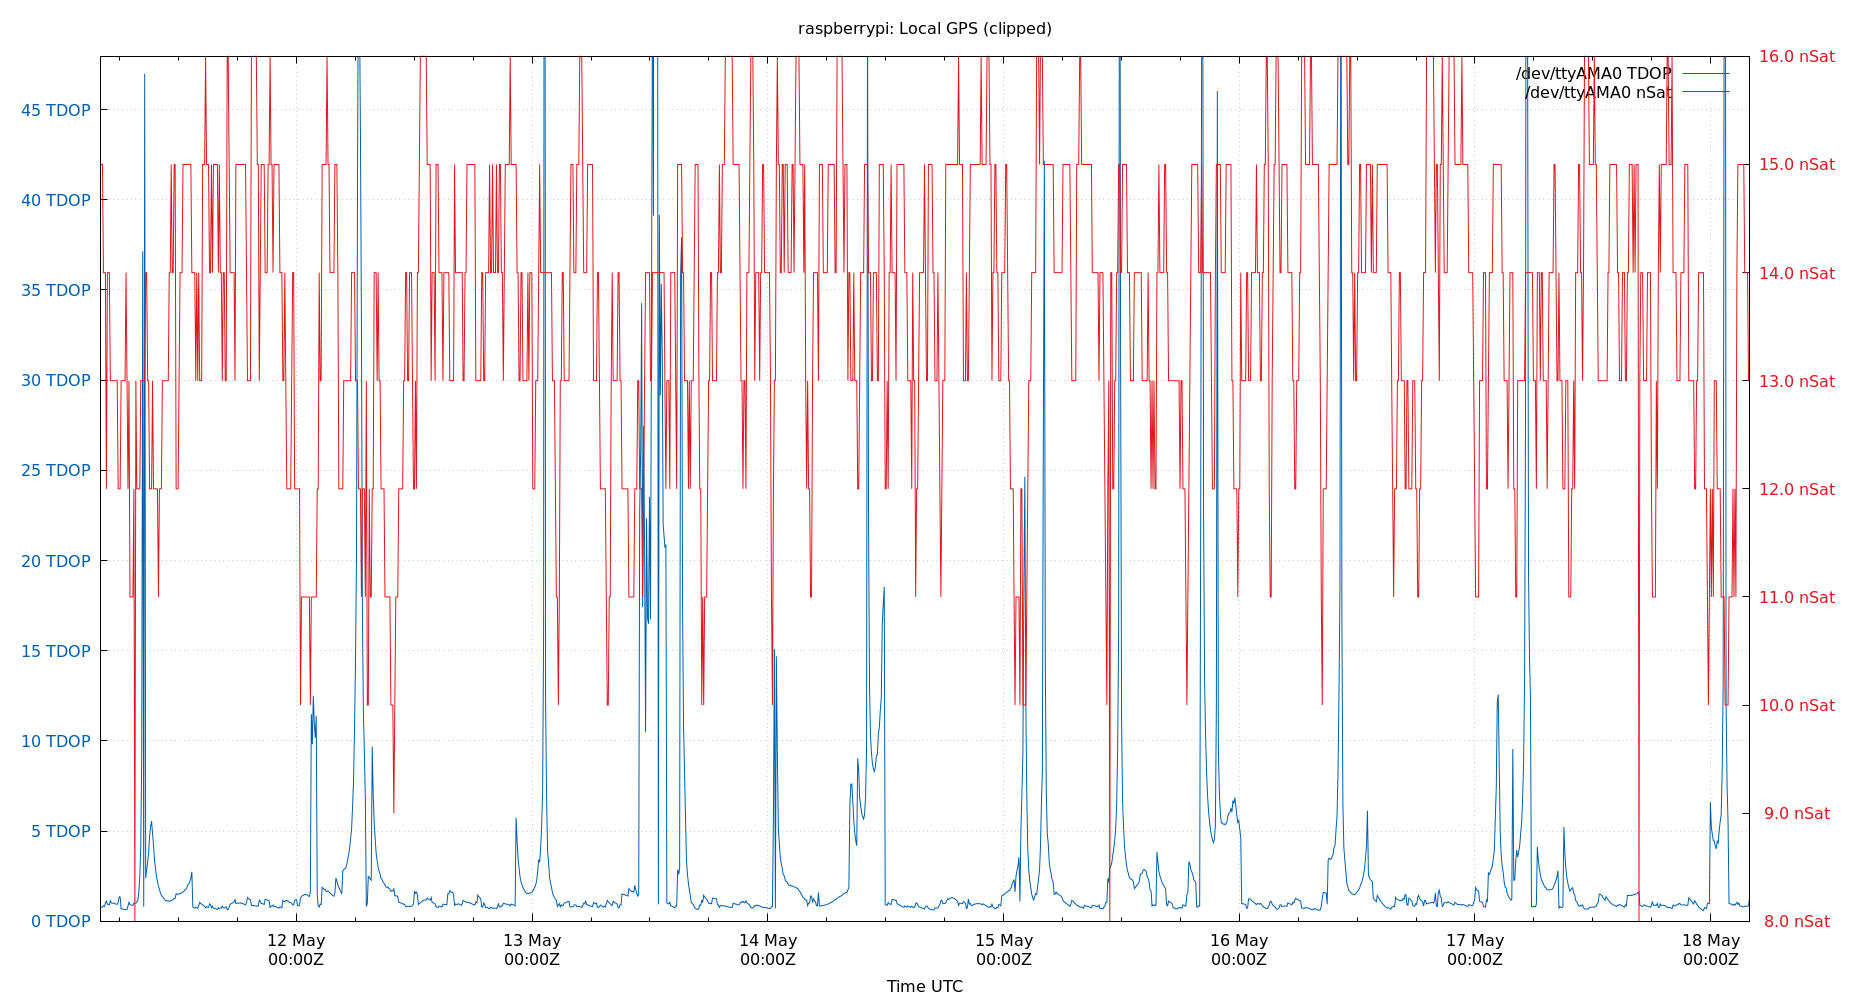 raspberrypi: Local GPS (clipped)
/dev/ttyAMA0 TDOP
/dev/ttyAMA0 nSat
45 TDOP
40 TDOP
35 TDOP
30 TDOP
25 TDOP
20 TDOP
15 TDOP
10 TDOP
5 TDOP
0 TDOP
16.0 nSat
15.0 nSat
14.0 nSat
13.0 nSat
12.0 nSat
11.0 nSat
10.0 nSat
9.0 nSat
8.0 nSat
12 May
00:00Z
13 May
00:00Z
14 May
00:00Z
15 May
00:00Z
16 May
00:00Z
17 May
00:00Z
18 May
00:00Z
Time UTC